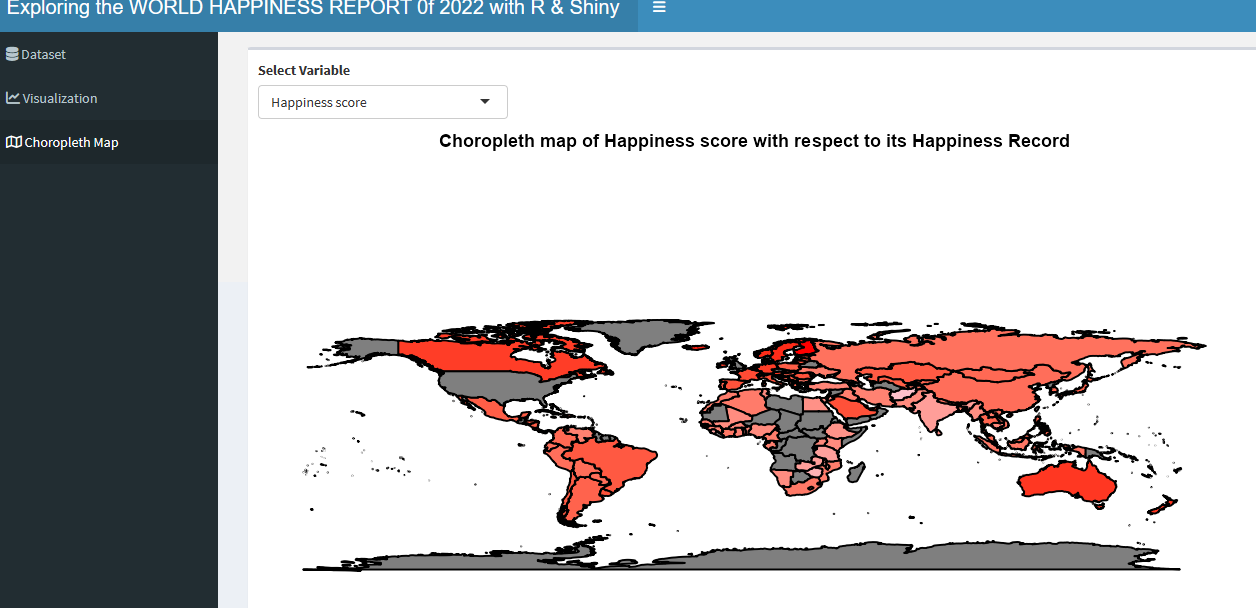 Exploring the WORLD HAPPINESS REPORT 0f 2022 with R & Shiny
Dataset
Visualization
Choropleth Map
Select Variable
Happiness score
Choropleth map of Happiness score with respect to its Happiness Record